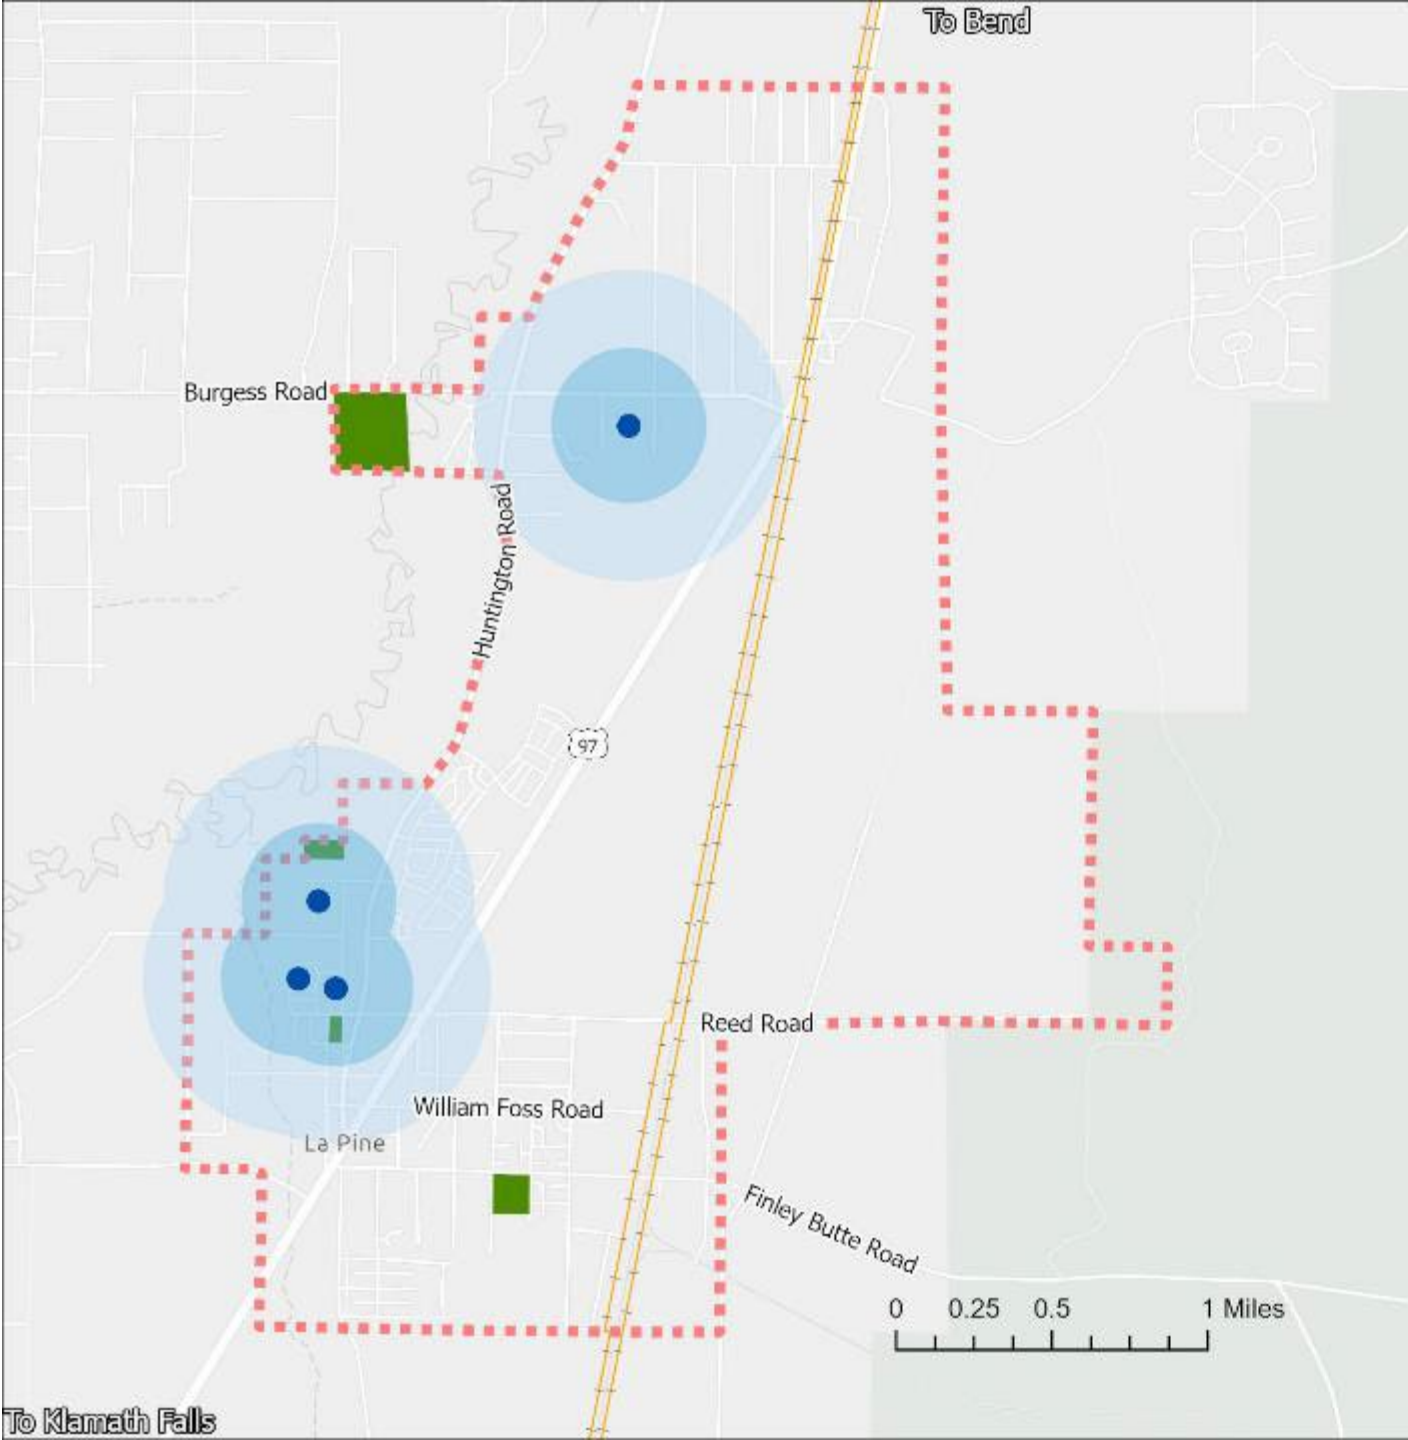 To Bend
Burgess Road
Huntington Road
97
Reed Road
William Foss Road
La Pine
Finley Butte Road
0 0.25 0.5 1 Miles
To Klamath Falls